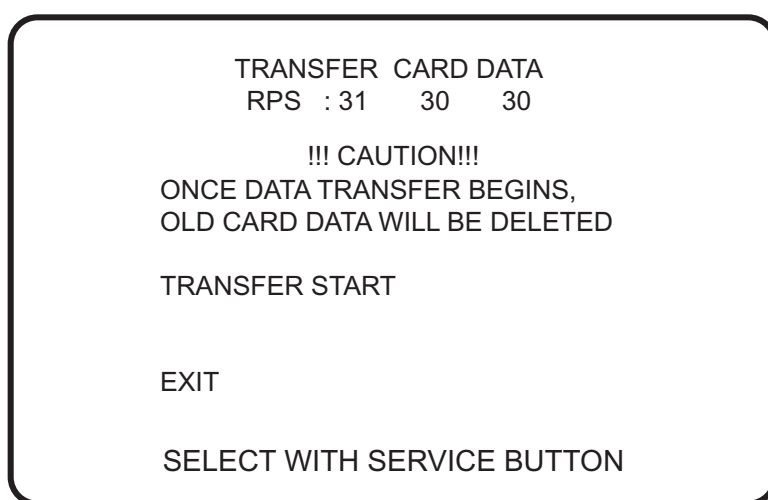 TRANSFER CARD DATA
RPS : 31 30 30
!!! CAUTION!!!
ONCE DATA TRANSFER BEGINS,
OLD CARD DATA WILL BE DELETED
TRANSFER START
EXIT
SELECT WITH SERVICE BUTTON